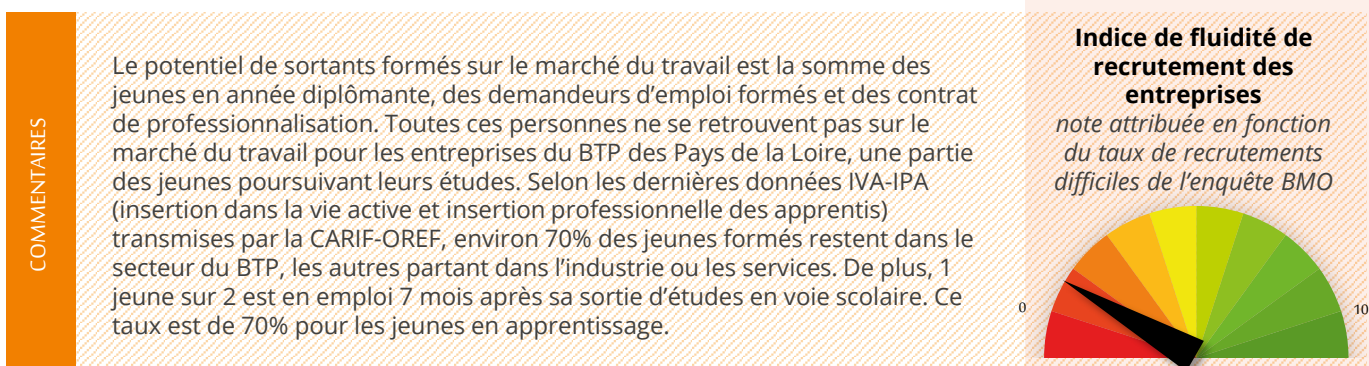 COMMENTAIRES
Le potentiel de sortants formés sur le marché du travail est la somme des
jeunes en année diplômante, des demandeurs d’emploi formés et des contrat
de professionnalisation. Toutes ces personnes ne se retrouvent pas sur le
marché du travail pour les entreprises du BTP des Pays de la Loire, une partie
des jeunes poursuivant leurs études. Selon les dernières données IVA-IPA
(insertion dans la vie active et insertion professionnelle des apprentis)
transmises par la CARIF-OREF, environ 70% des jeunes formés restent dans le
secteur du BTP, les autres partant dans l’industrie ou les services. De plus, 1
jeune sur 2 est en emploi 7 mois après sa sortie d’études en voie scolaire. Ce
taux est de 70% pour les jeunes en apprentissage.
Indice de fluidité de
recrutement des
entreprises
note attribuée en fonction
du taux de recrutements
difficiles de l’enquête BMO
0
10